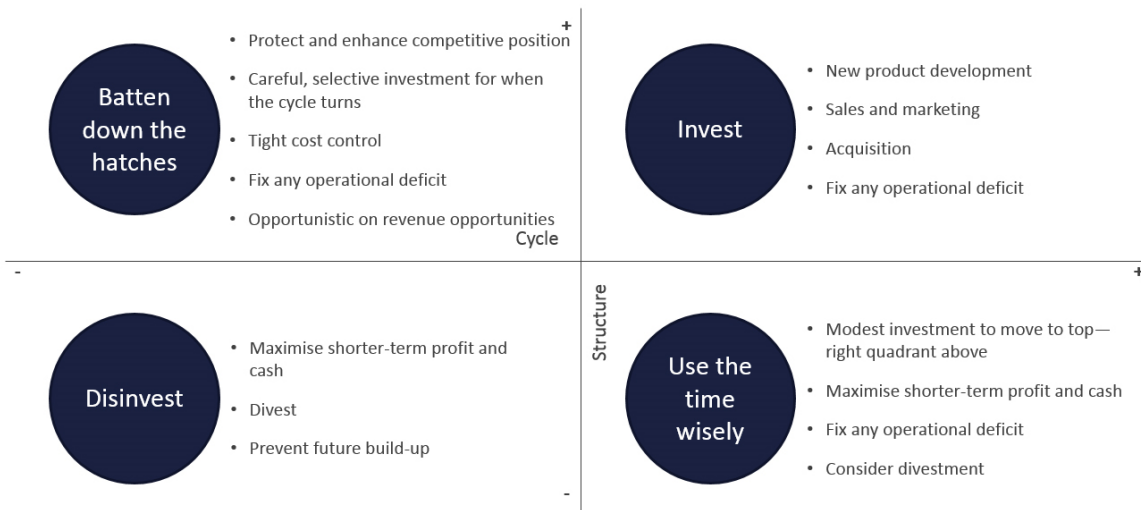 +
Batten
down the
hatches
• Protect and enhance competitive position
• Careful, selective investment for when
the cycle turns
• Tight cost control
• Fix any operational deficit
• Opportunistic on revenue opportunities
Invest
• New product development
• Sales and marketing
• Acquisition
• Fix any operational deficit
Cycle
-
+
Structure
Disinvest
• Maximise shorter-term profit and
cash
• Divest
• Prevent future build-up
Use the
time
wisely
• Modest investment to move to top—
right quadrant above
• Maximise shorter-term profit and cash
• Fix any operational deficit
• Consider divestment
-